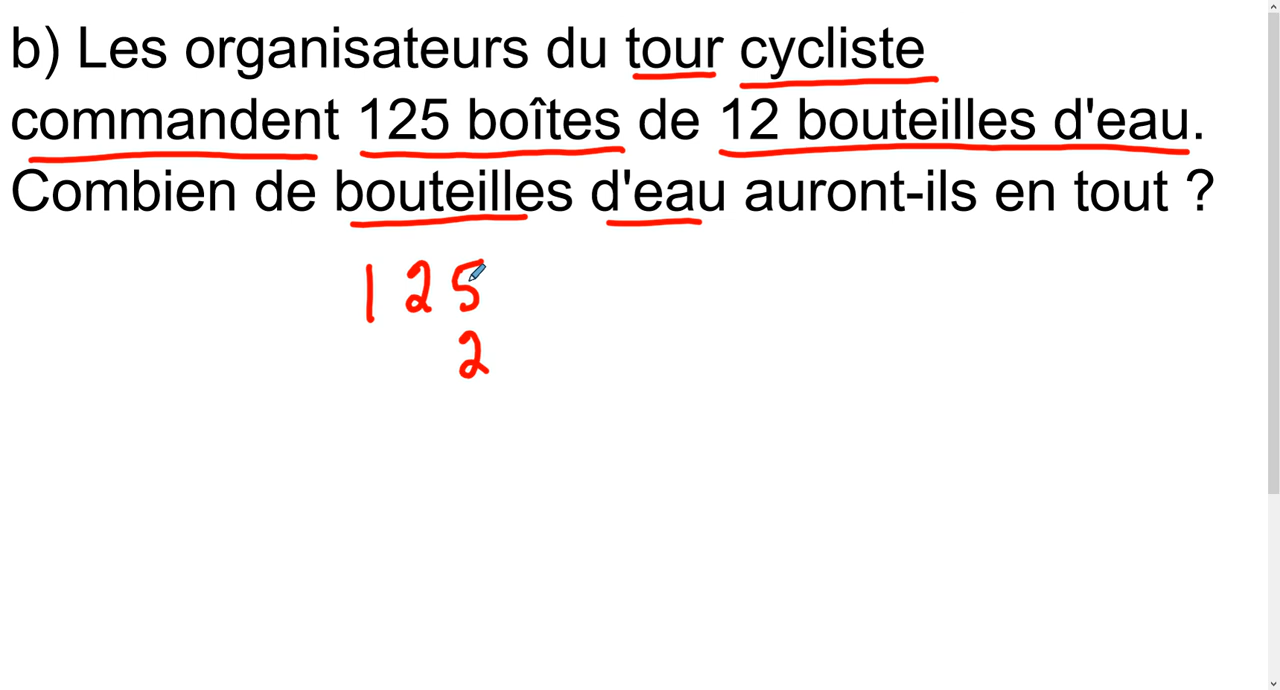 b) Les organisateurs du tour cycliste
commandent 125 boîtes de 12 bouteilles d'eau.
Combien de bouteilles d'eau auront-ils en tout ?
125
2